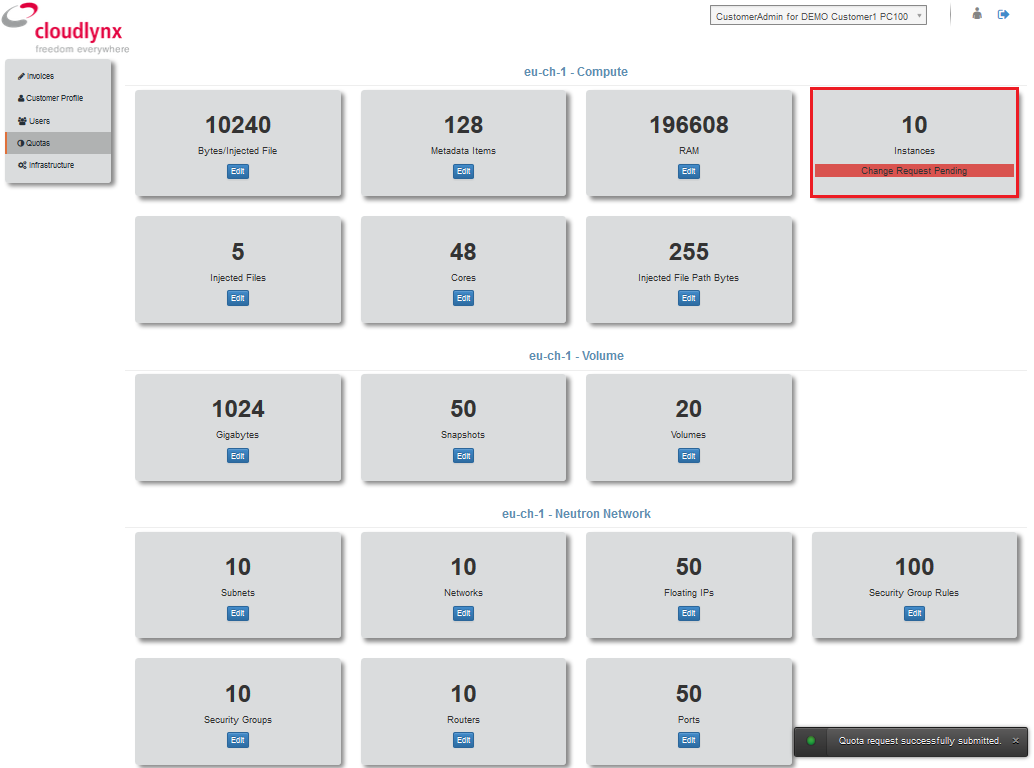 cloudlynx
freedom everywhere
CustomerAdmin for DEMO Customer1 PC100
Invoices
Customer Profile
Users
Quotas
Infrastructure
eu-ch-1 - Compute
10240
Bytes/Injected File
Edit
128
Metadata Items
Edit
196608
RAM
Edit
10
Instances
Change Request Pending
5
Injected Files
Edit
48
Cores
Edit
255
Injected File Path Bytes
Edit
eu-ch-1 - Volume
1024
Gigabytes
Edit
50
Snapshots
Edit
20
Volumes
Edit
eu-ch-1 - Neutron Network
10
Subnets
Edit
10
Networks
Edit
50
Floating IPs
Edit
100
Security Group Rules
Edit
10
Security Groups
Edit
10
Routers
Edit
50
Ports
Edit
Quota request successfully submitted.